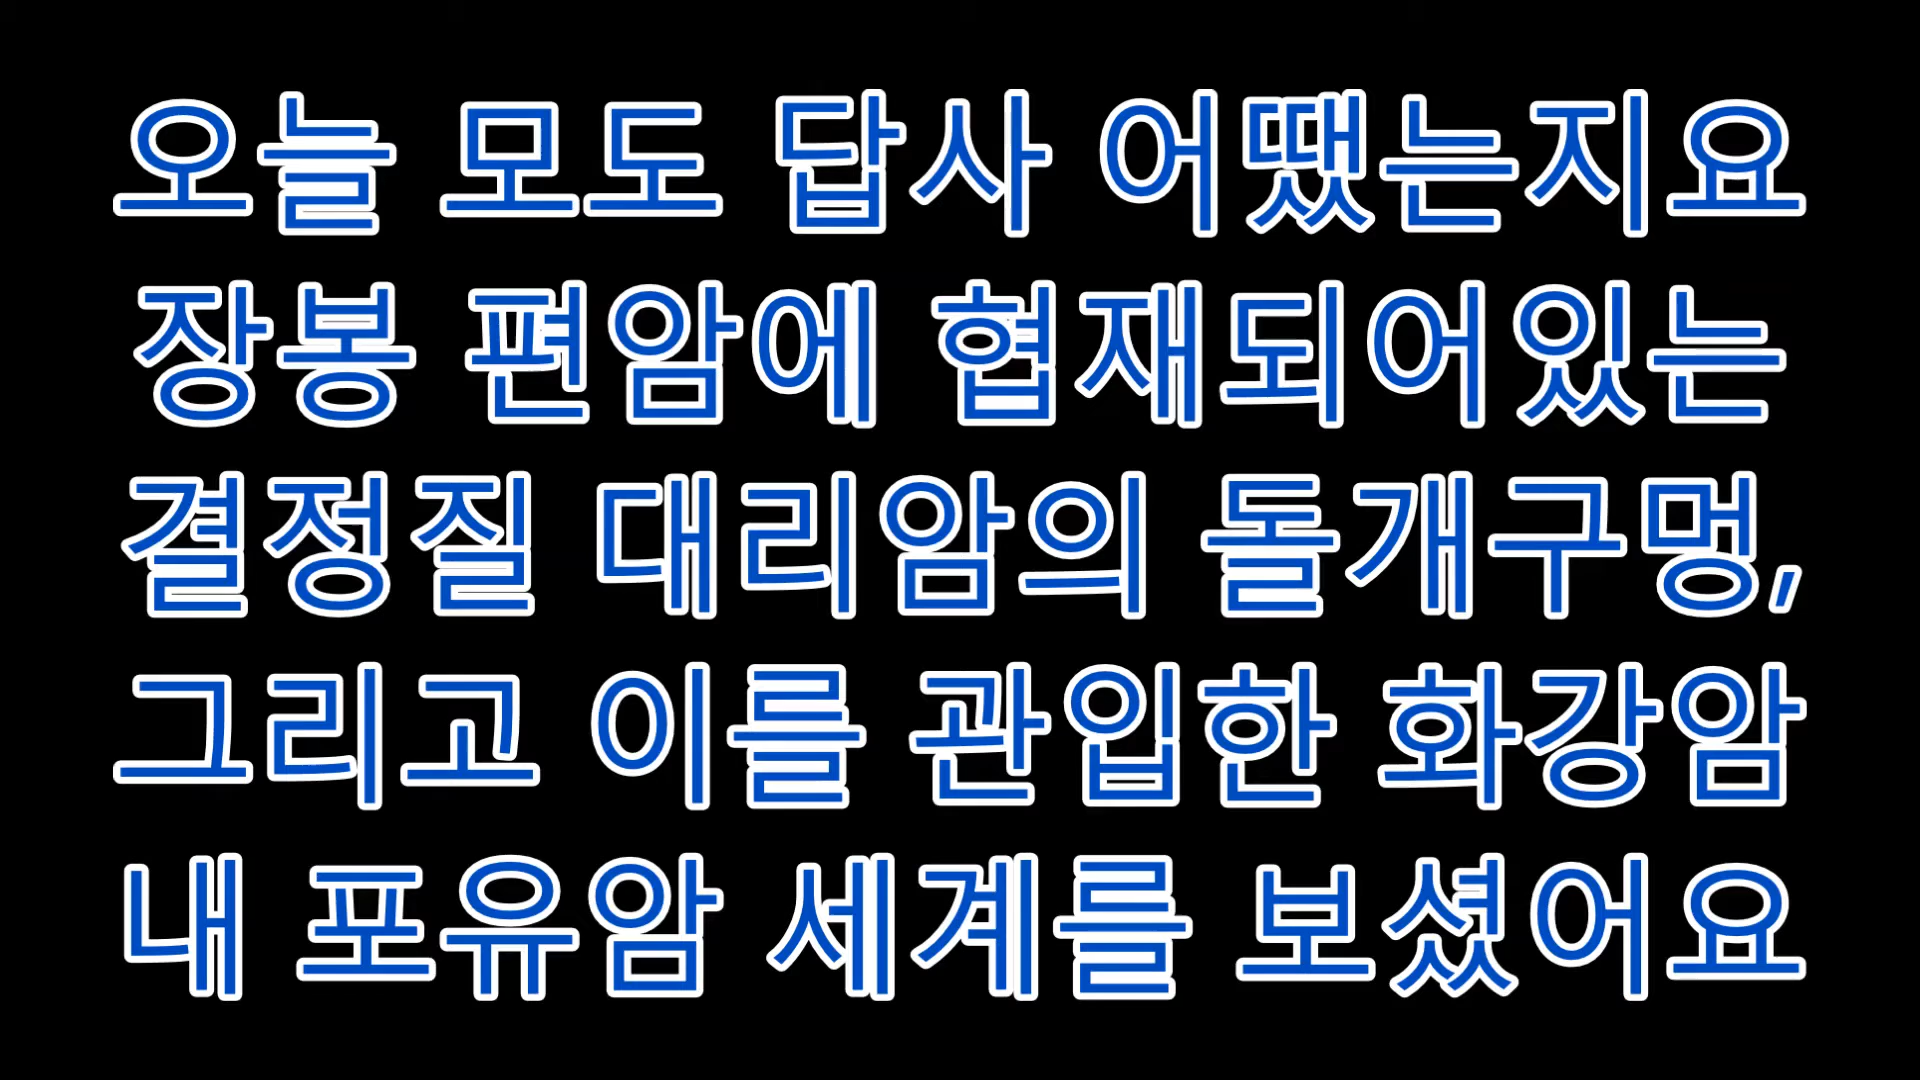 오늘 모도 답사 어땠는지요
장봉 편암에 협재되어있는
결정질 대리암의 돌개구멍,
그리고 이를 관입한 화강암
내 포유암 세계를 보셨어요